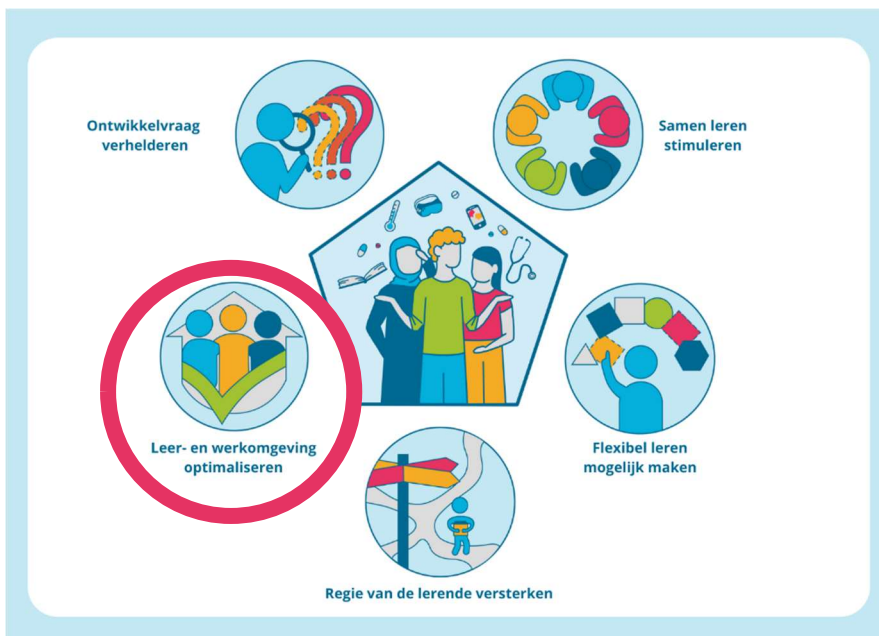 Ontwikkelvraag
verhelderen
Samen leren
stimuleren
Leer- en werkomgeving
optimaliseren
Flexibel leren
mogelijk maken
Regie van de lerende versterken